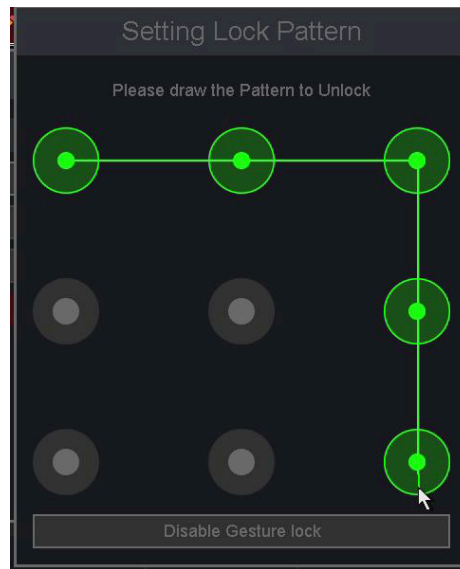 Setting Lock Pattern
Please draw the Pattern to Unlock
Disable Gesture lock